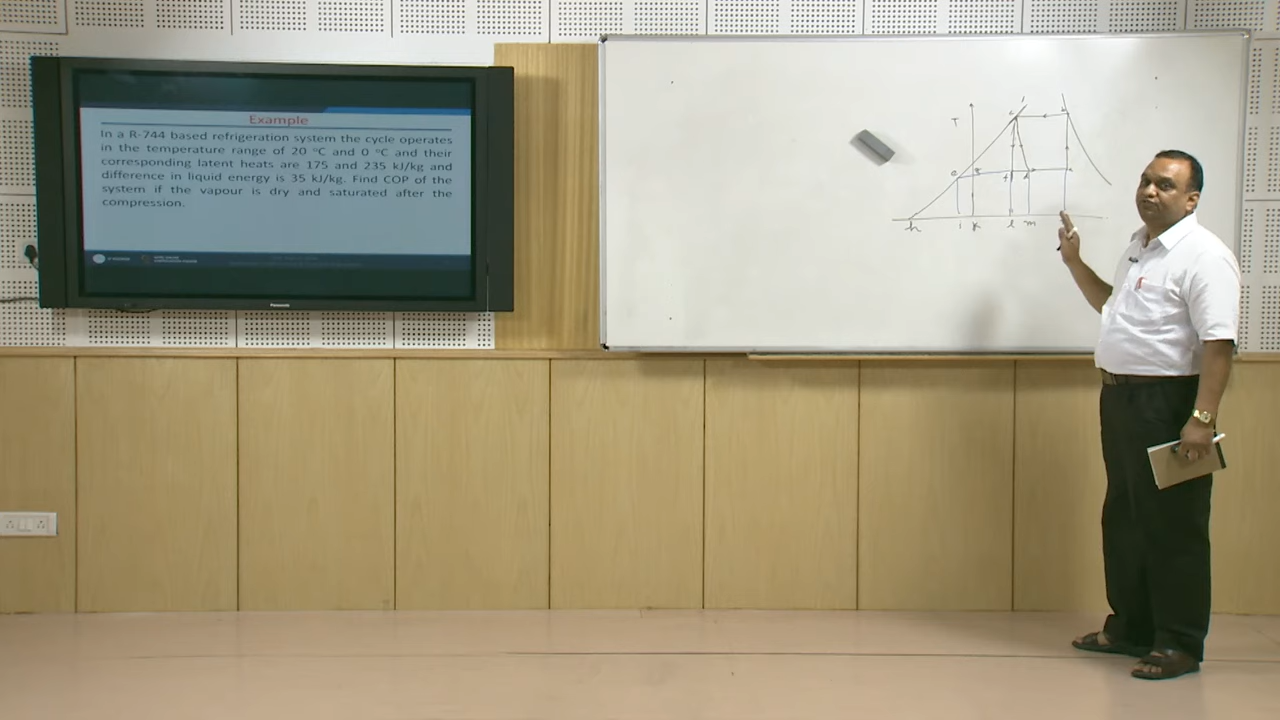 Example
In a R-744 based refrigeration system the cycle operates
in the temperature range of 20 °C and 0 °C and their
corresponding latent heats are 175 and 235 kJ/kg and
difference in liquid energy is 35 kJ/kg. Find COP of the
system if the vapour is dry and saturated after the
compression.
Panasonic
T
h i k l m